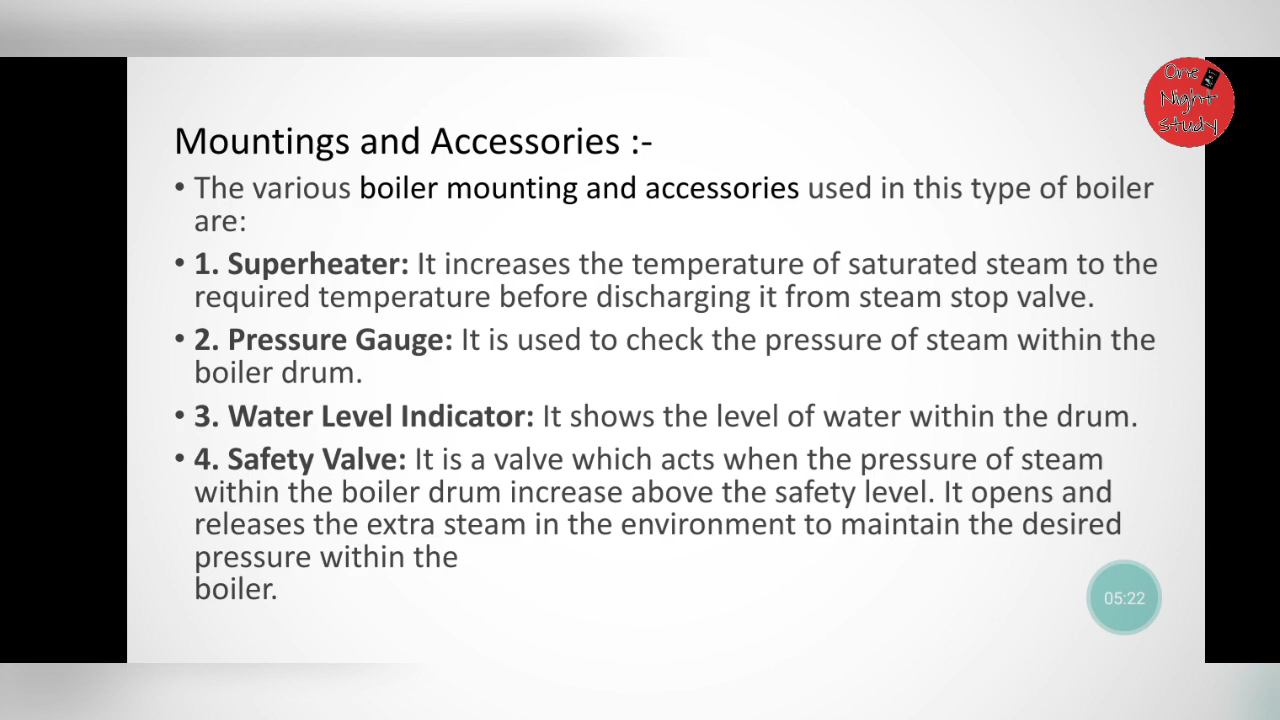 One
Night
Study
Mountings and Accessories :-
• The various boiler mounting and accessories used in this type of boiler
are:
• 1. Superheater: It increases the temperature of saturated steam to the
required temperature before discharging it from steam stop valve.
• 2. Pressure Gauge: It is used to check the pressure of steam within the
boiler drum.
• 3. Water Level Indicator: It shows the level of water within the drum.
• 4. Safety Valve: It is a valve which acts when the pressure of steam
within the boiler drum increase above the safety level. It opens and
releases the extra steam in the environment to maintain the desired
pressure within the
boiler.
05:22